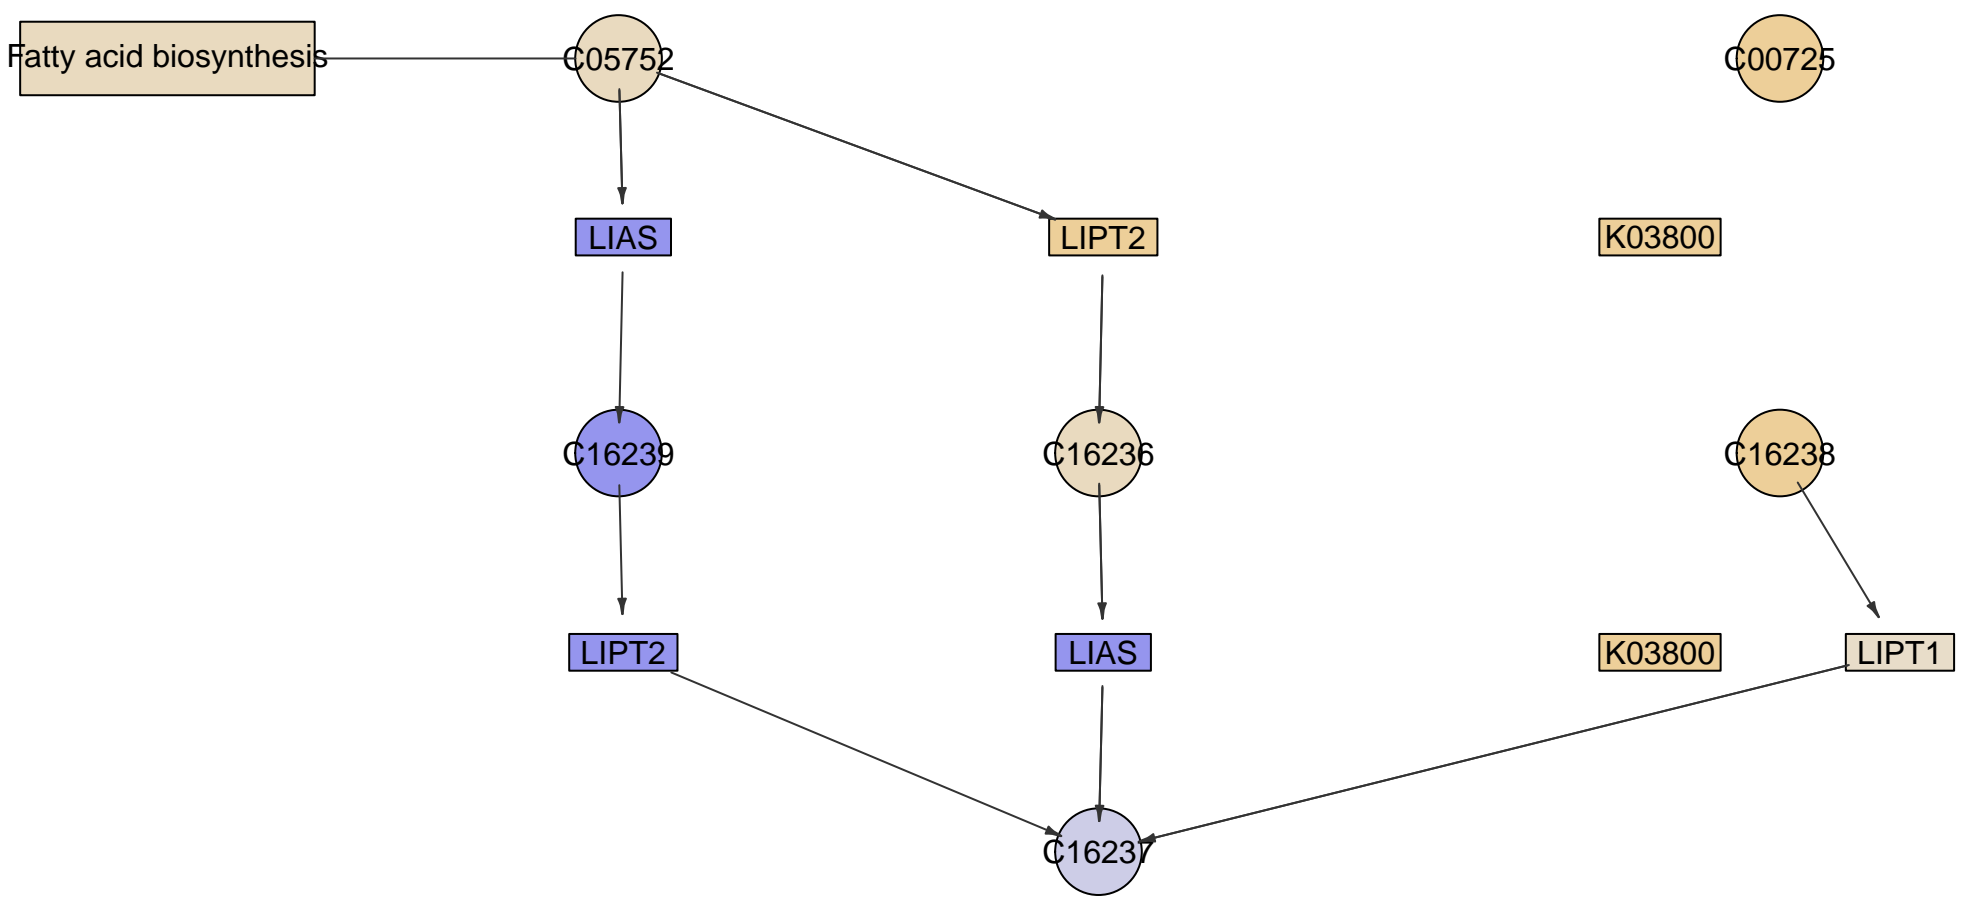 Fatty acid biosynthesis
C05752
C00725
LIAS
LIPT2
K03800
C16239
C16236
C16238
LIPT2
LIAS
K03800
LIPT1
C16237